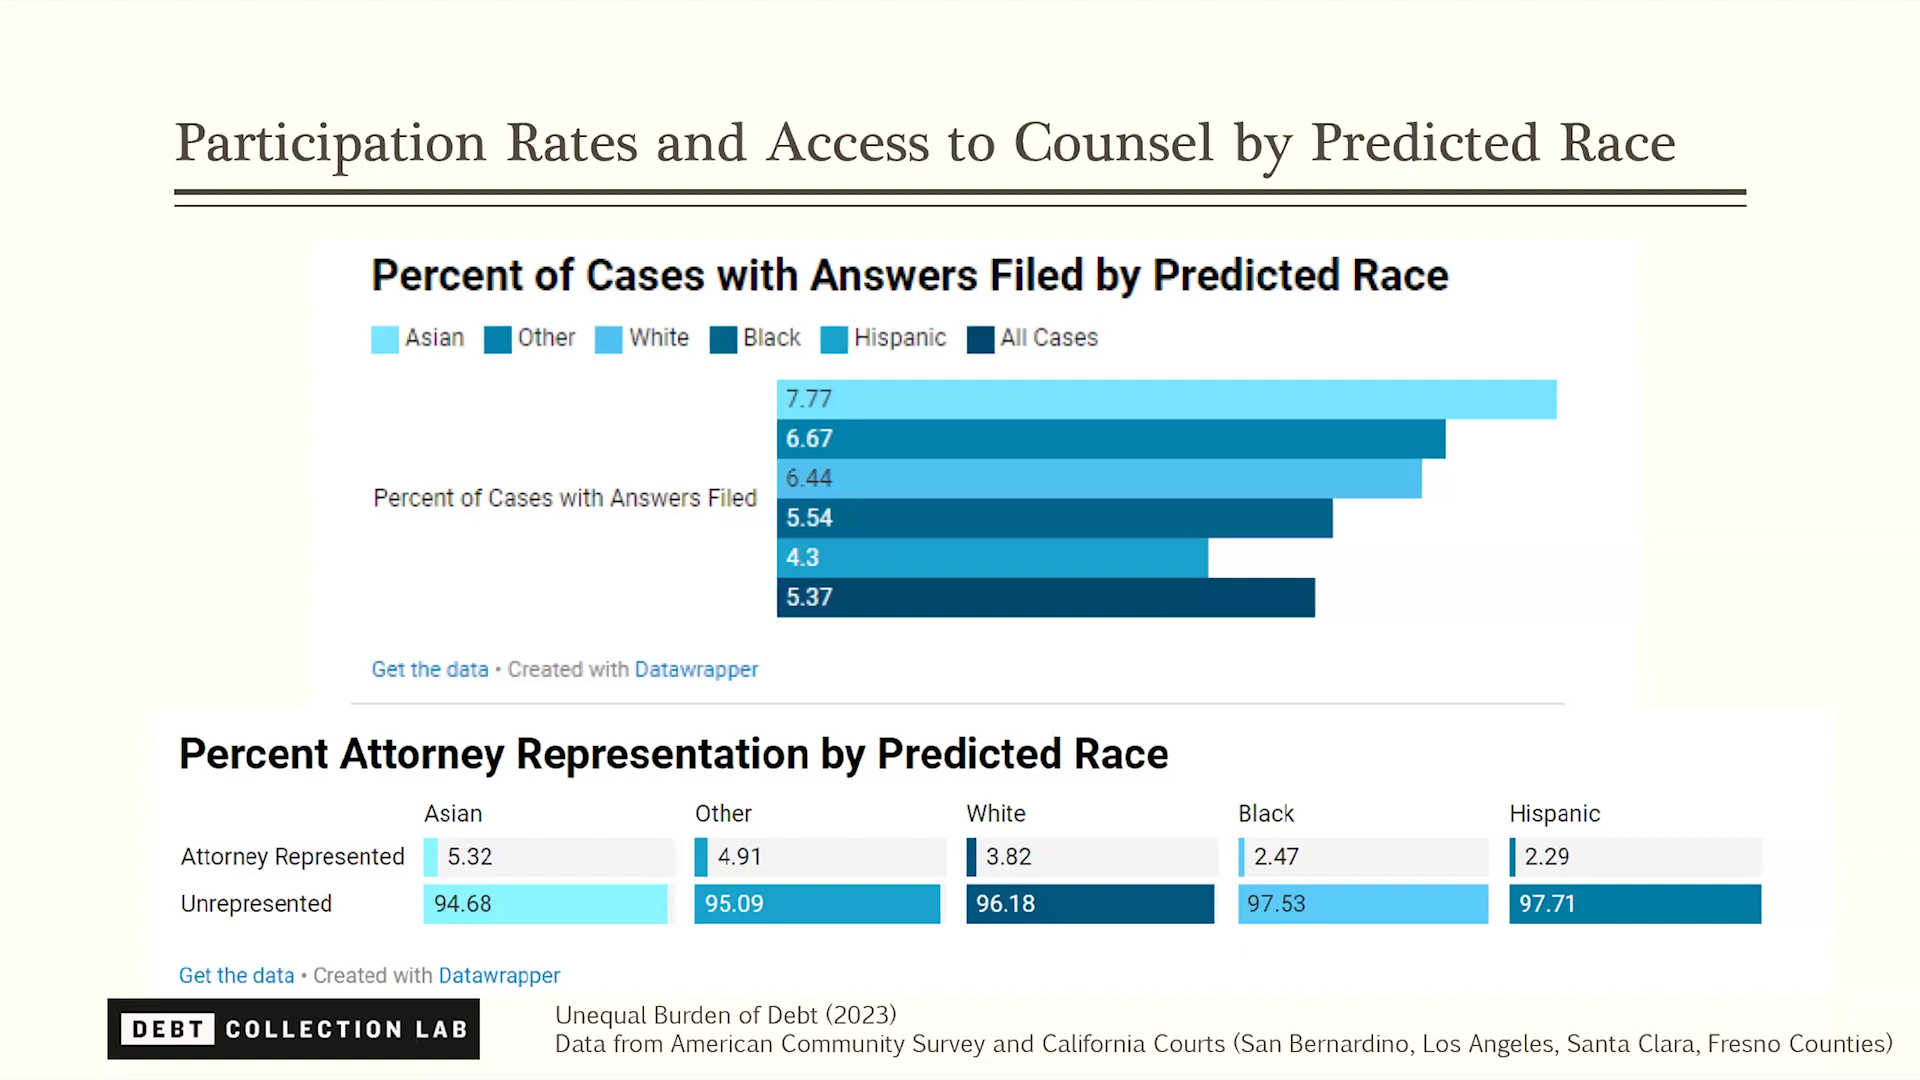 Participation Rates and Access to Counsel by Predicted Race
Percent of Cases with Answers Filed by Predicted Race
Asian Other White Black Hispanic All Cases
7.77
6.67
6.44
Percent of Cases with Answers Filed
5.54
4.3
5.37
Get the data • Created with Datawrapper
Percent Attorney Representation by Predicted Race
Asian Other White Black Hispanic
Attorney Represented 5.32 4.91 3.82 2.47 2.29
Unrepresented 94.68 95.09 96.18 97.53 97.71
Get the data • Created with Datawrapper
DEBT COLLECTION LAB
Unequal Burden of Debt (2023)
Data from American Community Survey and California Courts (San Bernardino, Los Angeles, Santa Clara, Fresno Counties)